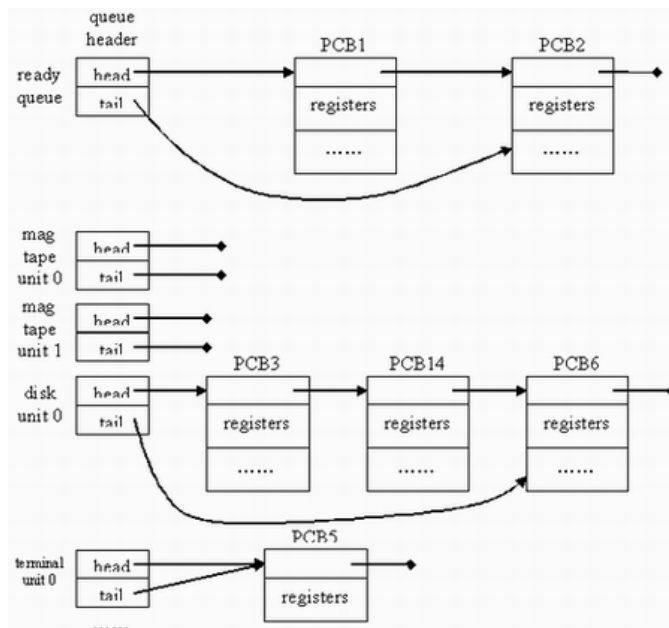 queue
header
PCB1
PCB2
ready
queue
head
tail
registers
......
registers
......
mag
tape
unit 0
head
tail
mag
tape
unit 1
head
tail
disk
unit 0
head
tail
PCB3
PCB14
PCB6
registers
......
registers
......
registers
......
terminal
unit 0
head
tail
PCB5
registers